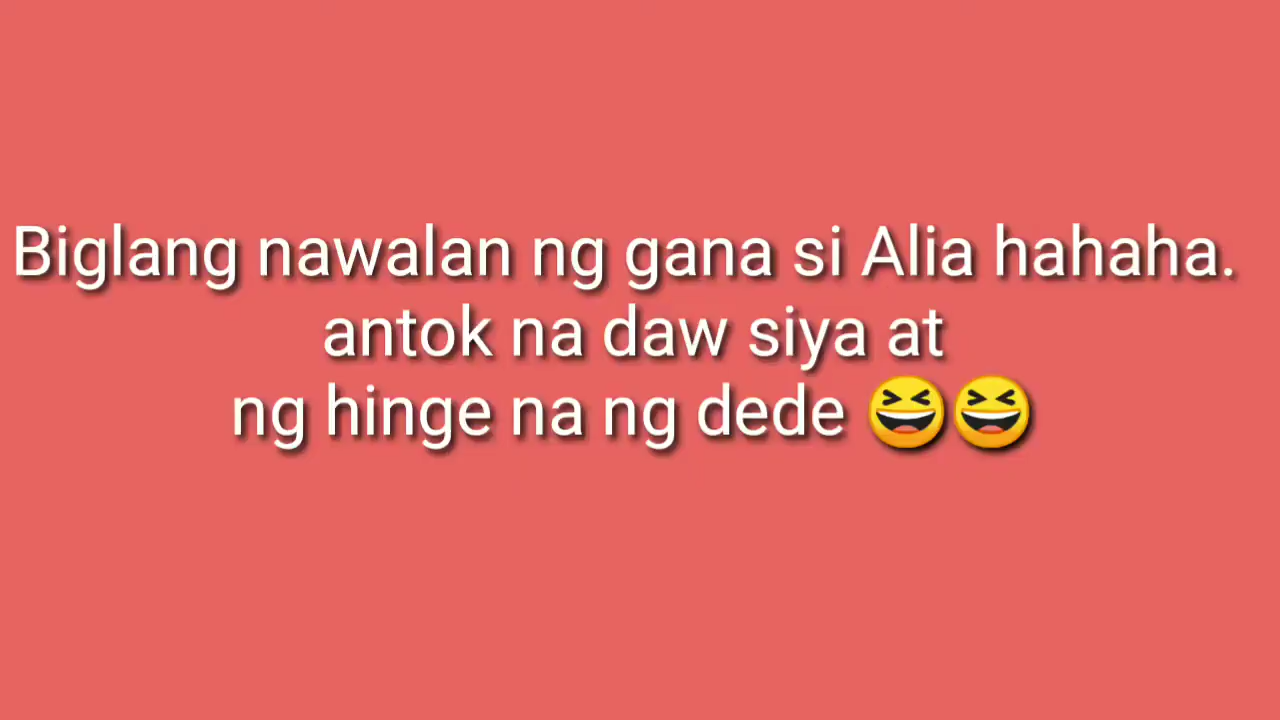 Biglang nawalan ng gana si Alia hahaha.
antok na daw siya at
ng hinge na ng dede 😆😆